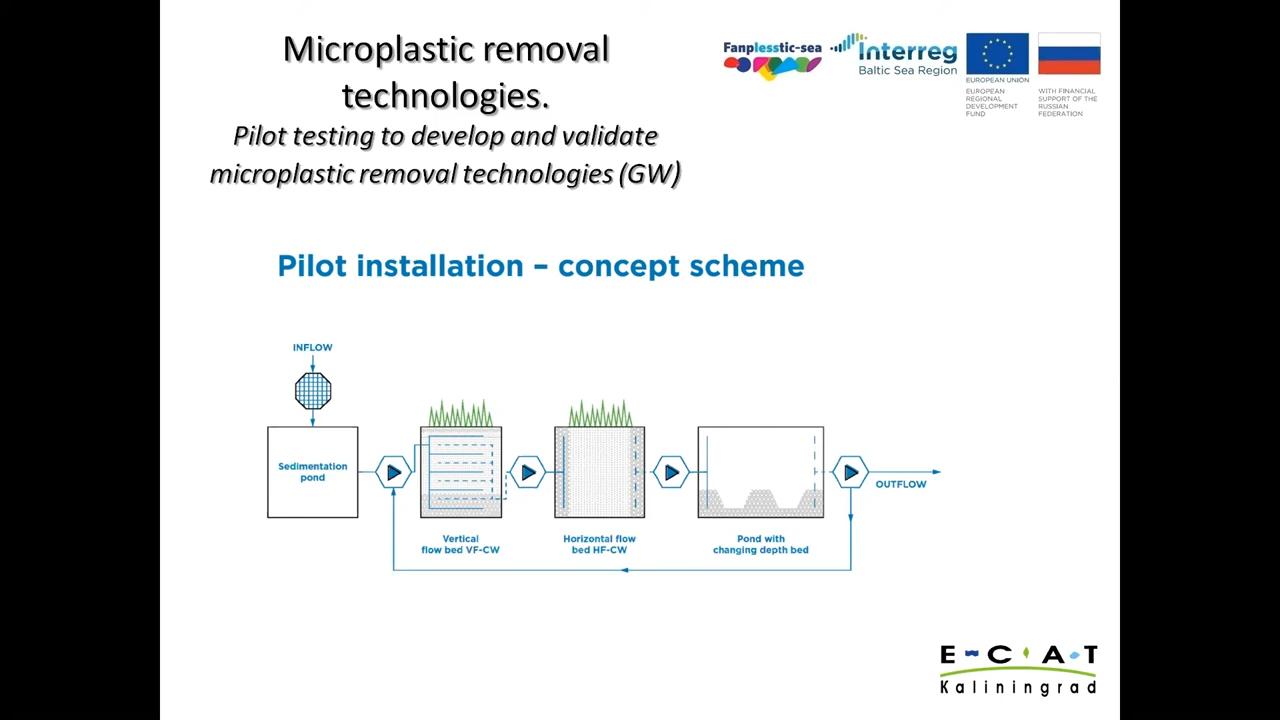 Microplastic removal
technologies.
Pilot testing to develop and validate
microplastic removal technologies (GW)
Fanplesstic-sea
Interreg
Baltic Sea Region
EUROPEAN UNION
EUROPEAN
REGIONAL
DEVELOPMENT
FUND
WITH FINANCIAL
SUPPORT OF THE
RUSSIAN
FEDERATION
Pilot installation – concept scheme
INFLOW
Sedimentation
pond
Vertical
flow bed VF-CW
Horizontal flow
bed HF-CW
Pond with
changing depth bed
OUTFLOW
E C A T
Kaliningrad